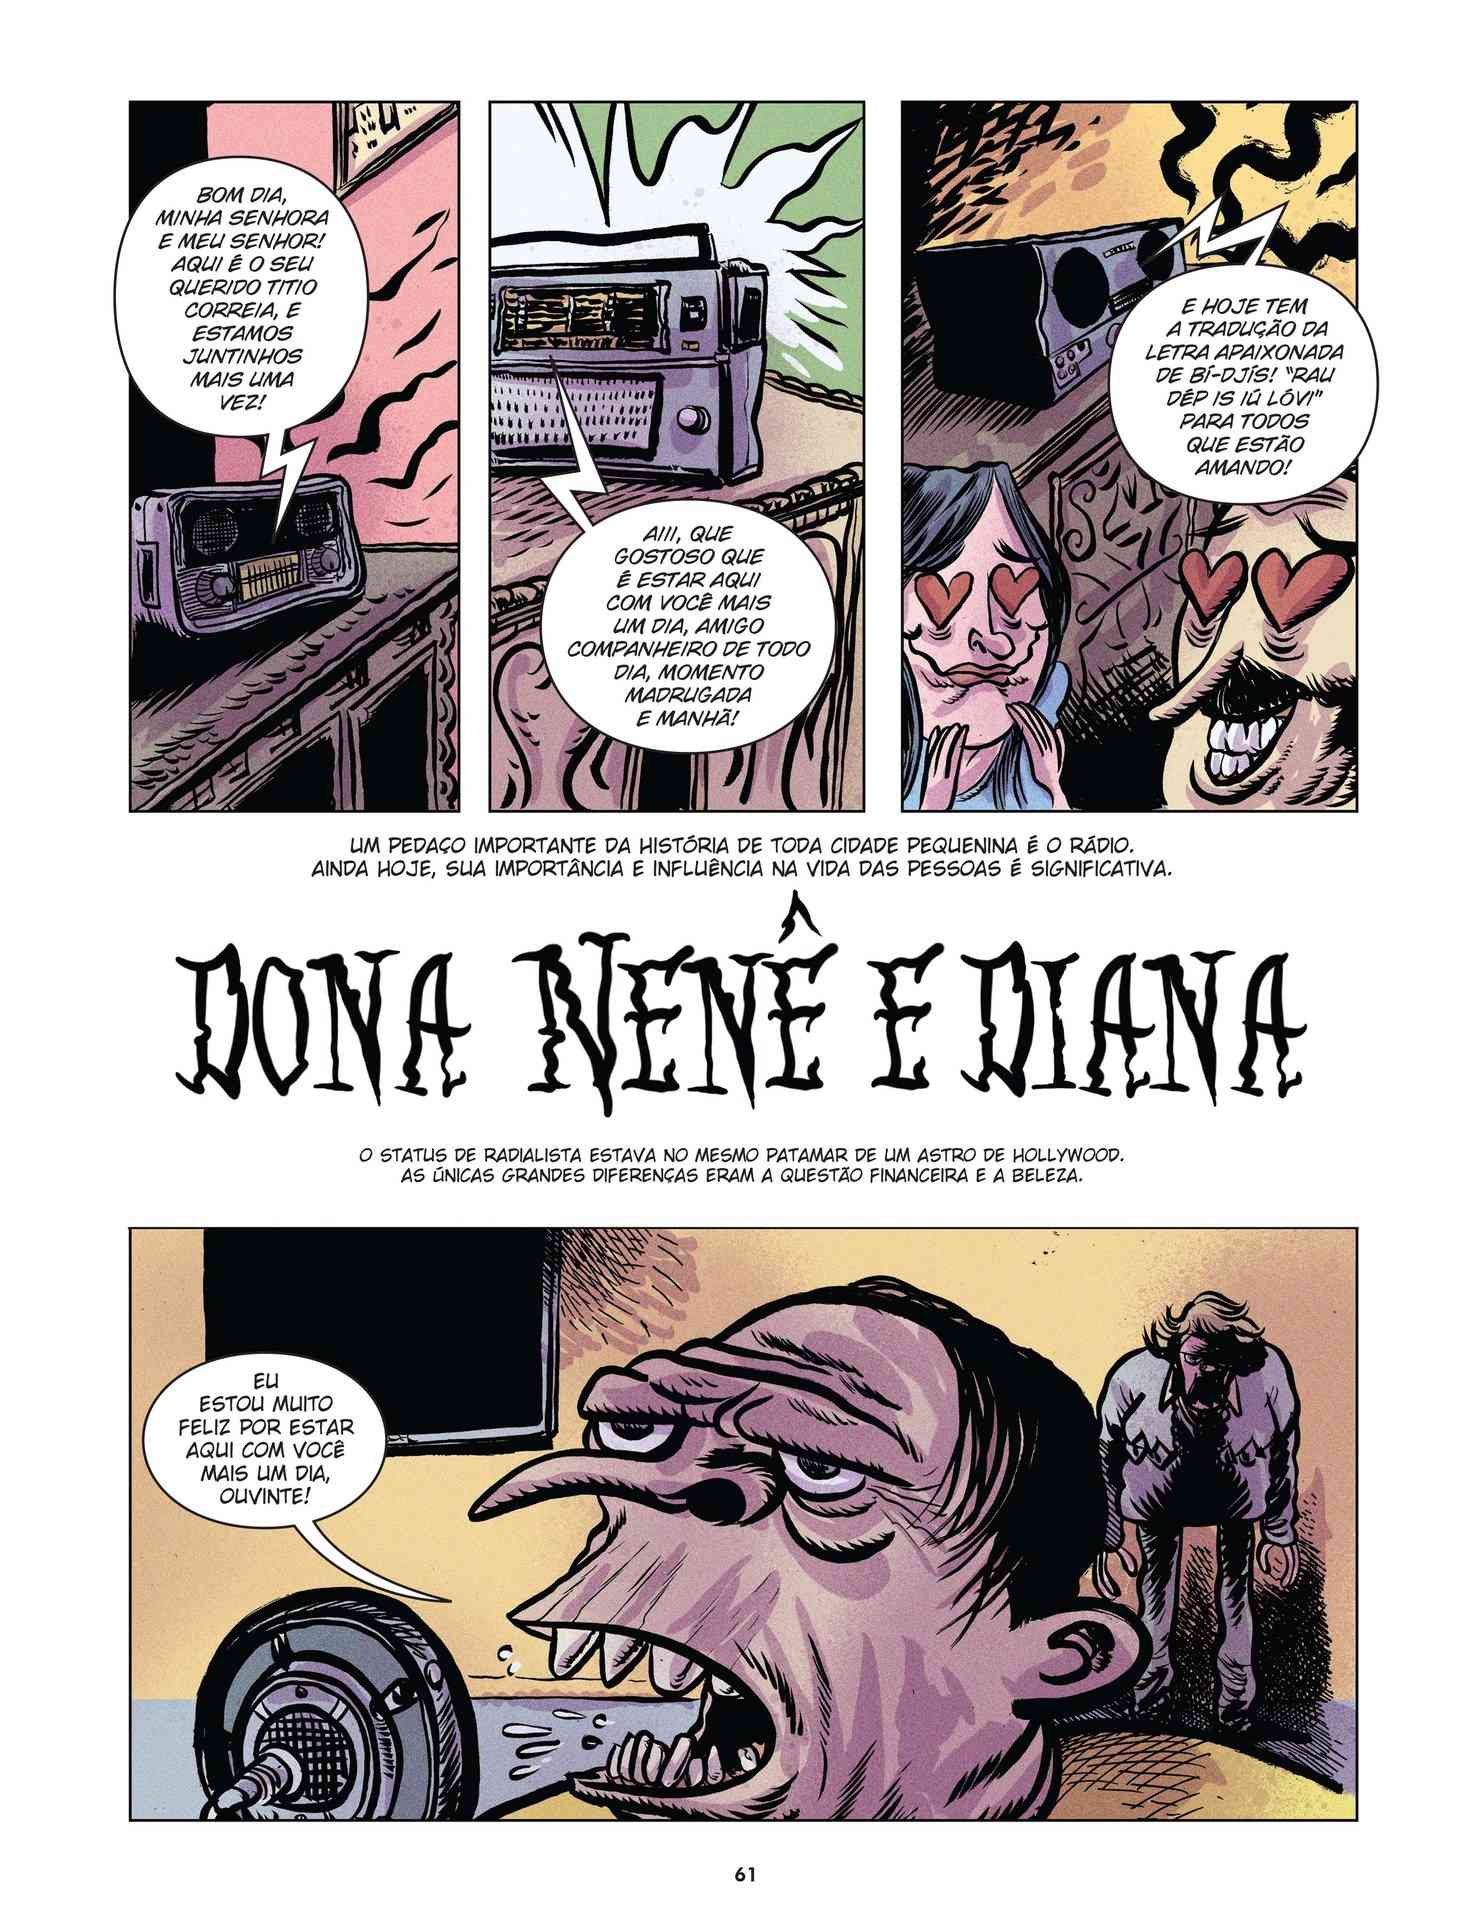 BOM DIA,
MINHA SENHORA
E MEU SENHOR!
AQUI É O SEU
QUERIDO TITIO
CORREIA, E
ESTAMOS
JUNTINHOS
MAIS UMA
VEZ!
AIII, QUE
GOSTOSO QUE
É ESTAR AQUI
COM VOCÊ MAIS
UM DIA, AMIGO
COMPANHEIRO DE TODO
DIA, MOMENTO
MADRUGADA
E MANHÃ!
E HOJE TEM
A TRADUÇÃO DA
LETRA APAIXONADA
DE BÍ-DJÍS! "RAU
DÉP IS IÚ LÓVI"
PARA TODOS
QUE ESTÃO
AMANDO!
UM PEDAÇO IMPORTANTE DA HISTÓRIA DE TODA CIDADE PEQUENINA É O RÁDIO.
AINDA HOJE, SUA IMPORTÂNCIA E INFLUÊNCIA NA VIDA DAS PESSOAS É SIGNIFICATIVA.
DONA NENÊ E DIANA
O STATUS DE RADIALISTA ESTAVA NO MESMO PATAMAR DE UM ASTRO DE HOLLYWOOD.
AS ÚNICAS GRANDES DIFERENÇAS ERAM A QUESTÃO FINANCEIRA E A BELEZA.
EU
ESTOU MUITO
FELIZ POR ESTAR
AQUI COM VOCÊ
MAIS UM DIA,
OUVINTE!
61